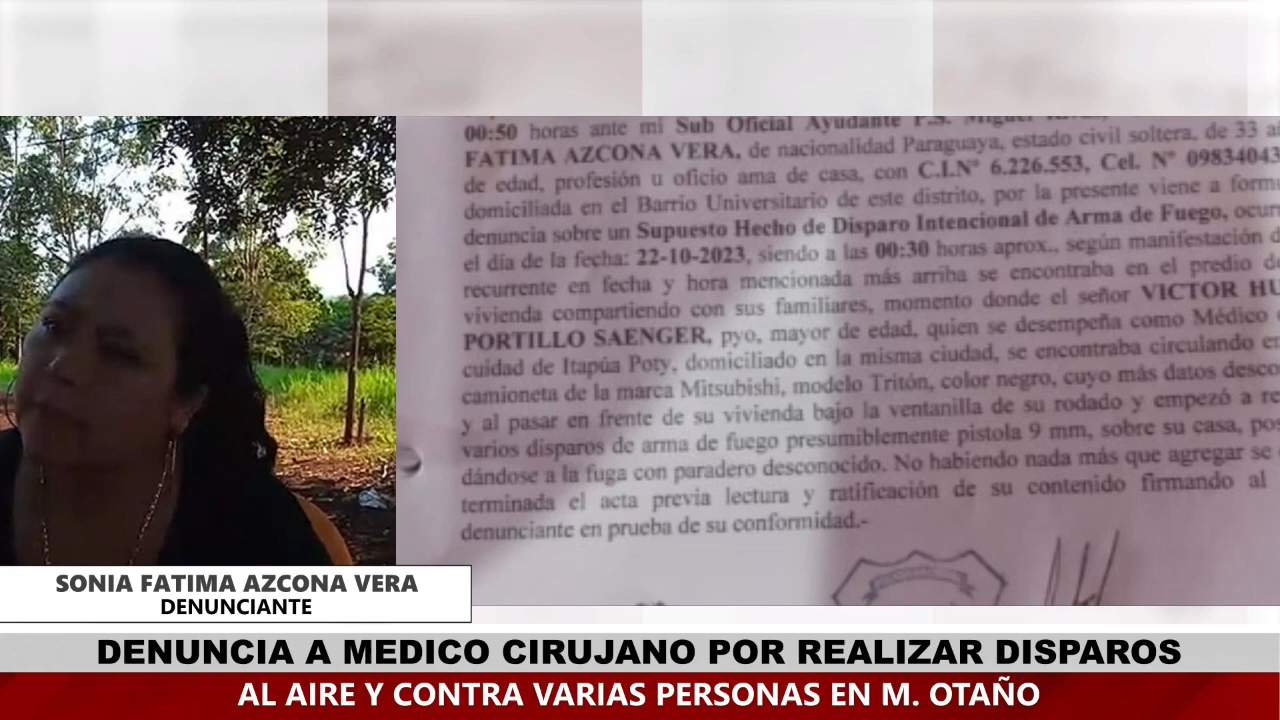 00:50 horas ante mi Sub Oficial Ayudante P.S. Miguel
FATIMA AZCONA VERA, de nacionalidad Paraguaya, estado civil soltera, de 33 a
de edad, profesión u oficio ama de casa, con C.I.N° 6.226.553, Cel. N° 09834043
domiciliada en el Barrio Universitario de este distrito, por la presente viene a form
denuncia sobre un Supuesto Hecho de Disparo Intencional de Arma de Fuego, ocur
el día de la fecha: 22-10-2023, siendo a las 00:30 horas aprox., según manifestación d
recurrente en fecha y hora mencionada más arriba se encontraba en el predio de
vivienda compartiendo con sus familiares, momento donde el señor VICTOR HU
PORTILLO SAENGER, pyo, mayor de edad, quien se desempeña como Médico
cuidad de Itapúa Poty, domiciliado en la misma ciudad, se encontraba circulando en
camioneta de la marca Mitsubishi, modelo Tritón, color negro, cuyo más datos desco
y al pasar en frente de su vivienda bajo la ventanilla de su rodado y empezó a re
varios disparos de arma de fuego presumiblemente pistola 9 mm, sobre su casa, pos
dándose a la fuga con paradero desconocido. No habiendo nada más que agregar se
terminada el acta previa lectura y ratificación de su contenido firmando al
denunciante en prueba de su conformidad.-
SONIA FATIMA AZCONA VERA
DENUNCIANTE
DENUNCIA A MEDICO CIRUJANO POR REALIZAR DISPAROS
AL AIRE Y CONTRA VARIAS PERSONAS EN M. OTAÑO